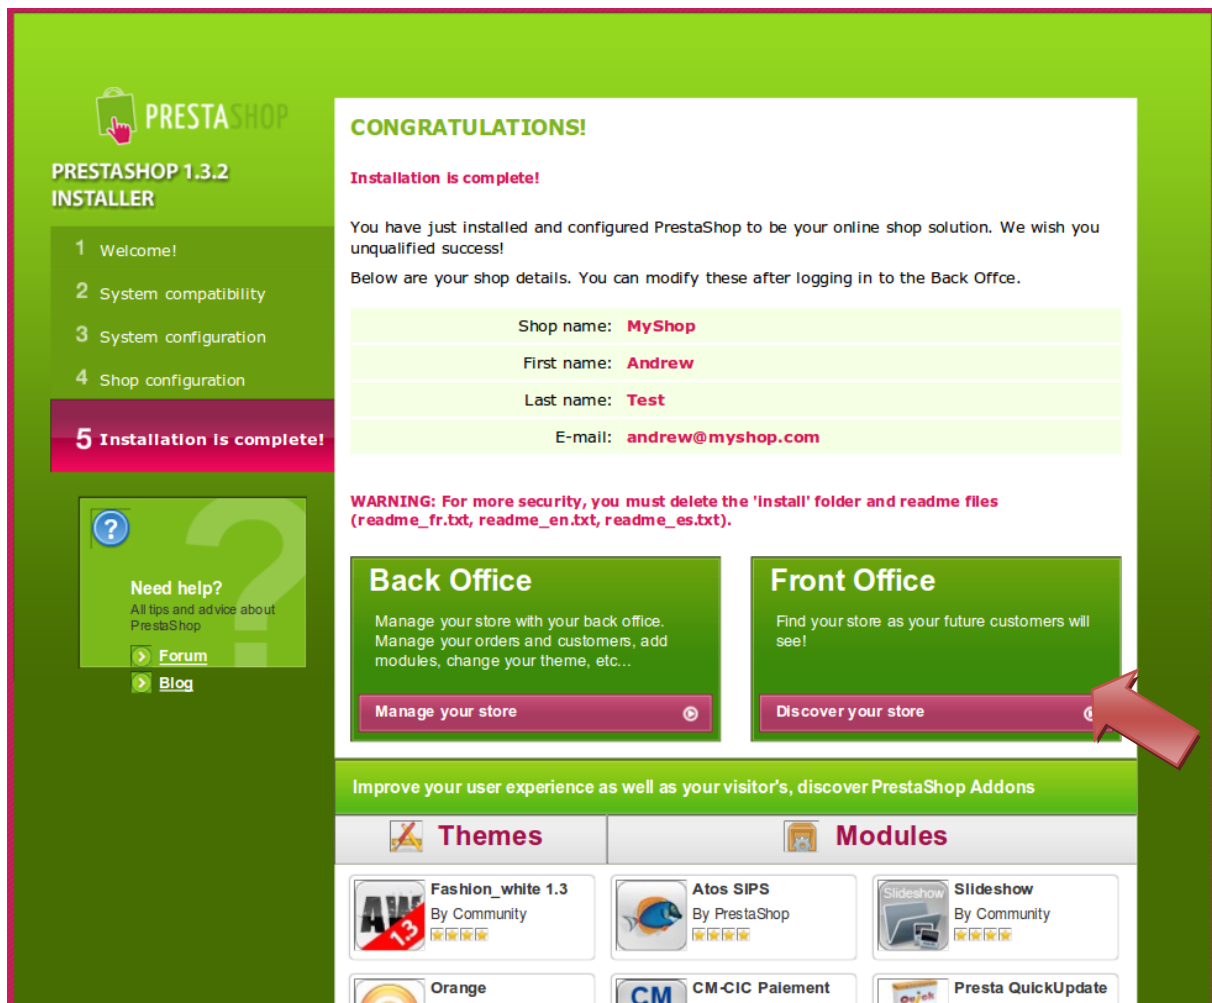 PRESTASHOP
PRESTASHOP 1.3.2
INSTALLER
1 Welcome!
2 System compatibility
3 System configuration
4 Shop configuration
5 Installation is complete!
?
Need help?
All tips and advice about
PrestaShop
Forum
Blog
CONGRATULATIONS!
Installation is complete!
You have just installed and configured PrestaShop to be your online shop solution. We wish you
unqualified success!
Below are your shop details. You can modify these after logging in to the Back Offce.
Shop name: MyShop
First name: Andrew
Last name: Test
E-mail: andrew@myshop.com
WARNING: For more security, you must delete the 'install' folder and readme files
(readme_fr.txt, readme_en.txt, readme_es.txt).
Back Office
Manage your store with your back office.
Manage your orders and customers, add
modules, change your theme, etc...
Manage your store
Front Office
Find your store as your future customers will
see!
Discover your store
Improve your user experience as well as your visitor's, discover PrestaShop Addons
Themes
Modules
AW
1.3
Fashion_white 1.3
By Community
Atos SIPS
By PrestaShop
Slideshow
Slideshow
By Community
Orange
CM
CM-CIC Paiement
Quick
Presta QuickUpdate